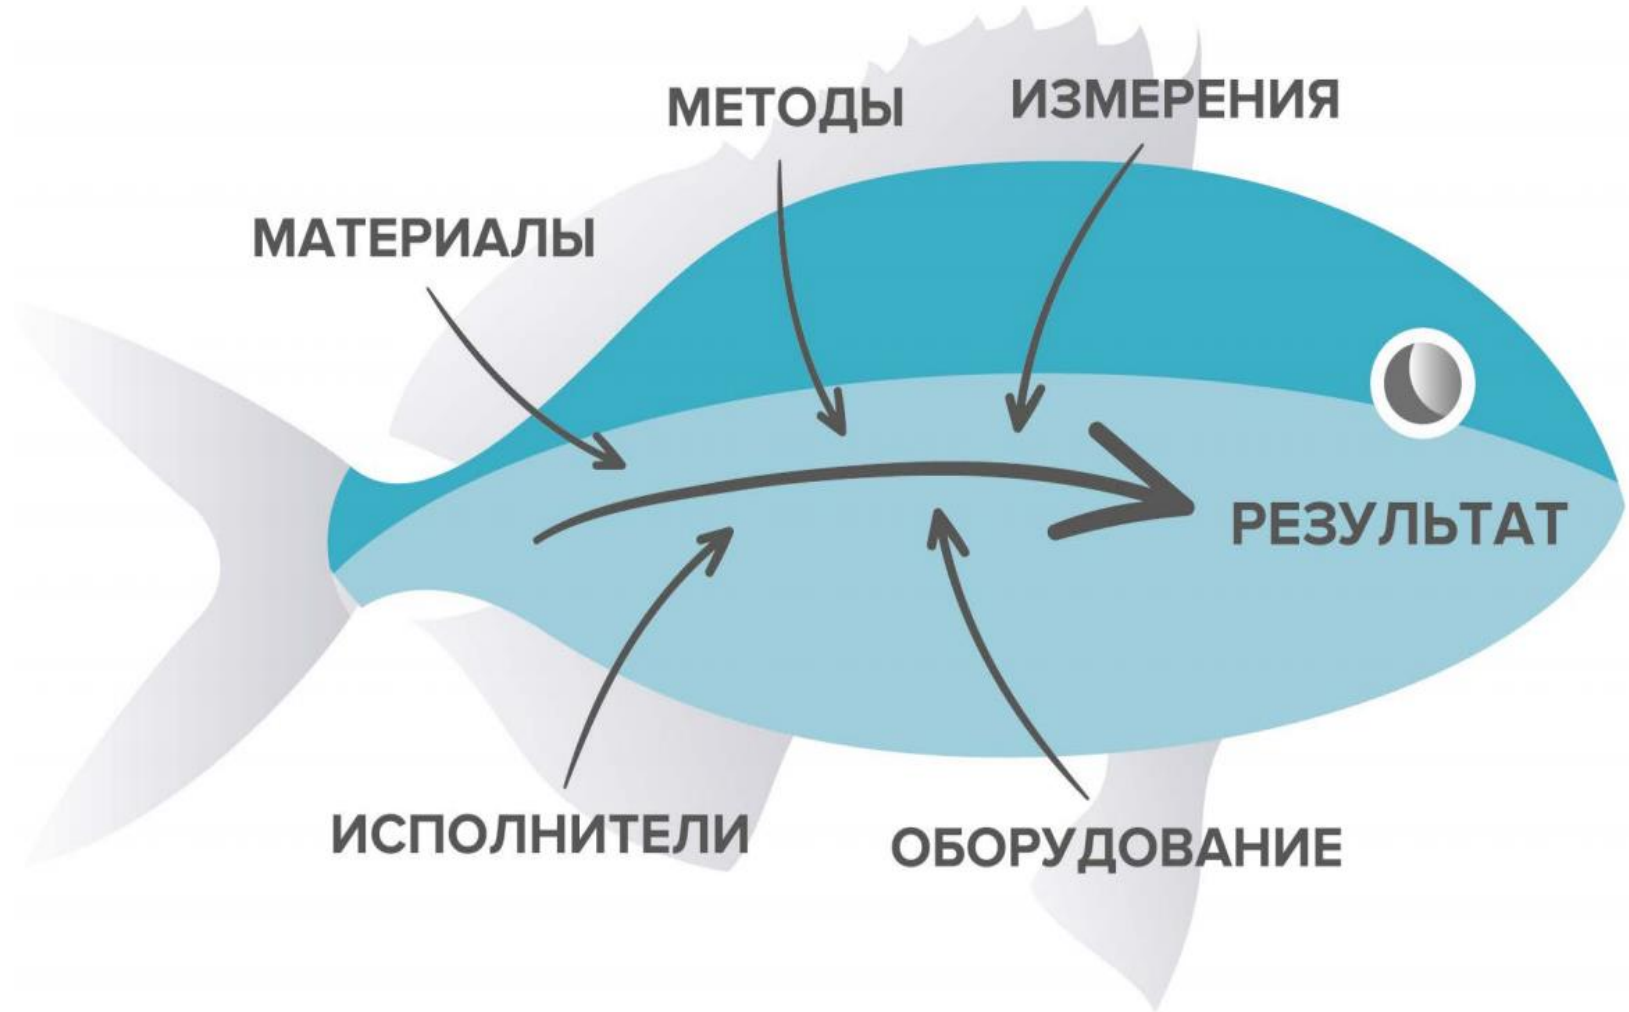 МЕТОДЫ
ИЗМЕРЕНИЯ
МАТЕРИАЛЫ
РЕЗУЛЬТАТ
ИСПОЛНИТЕЛИ
ОБОРУДОВАНИЕ